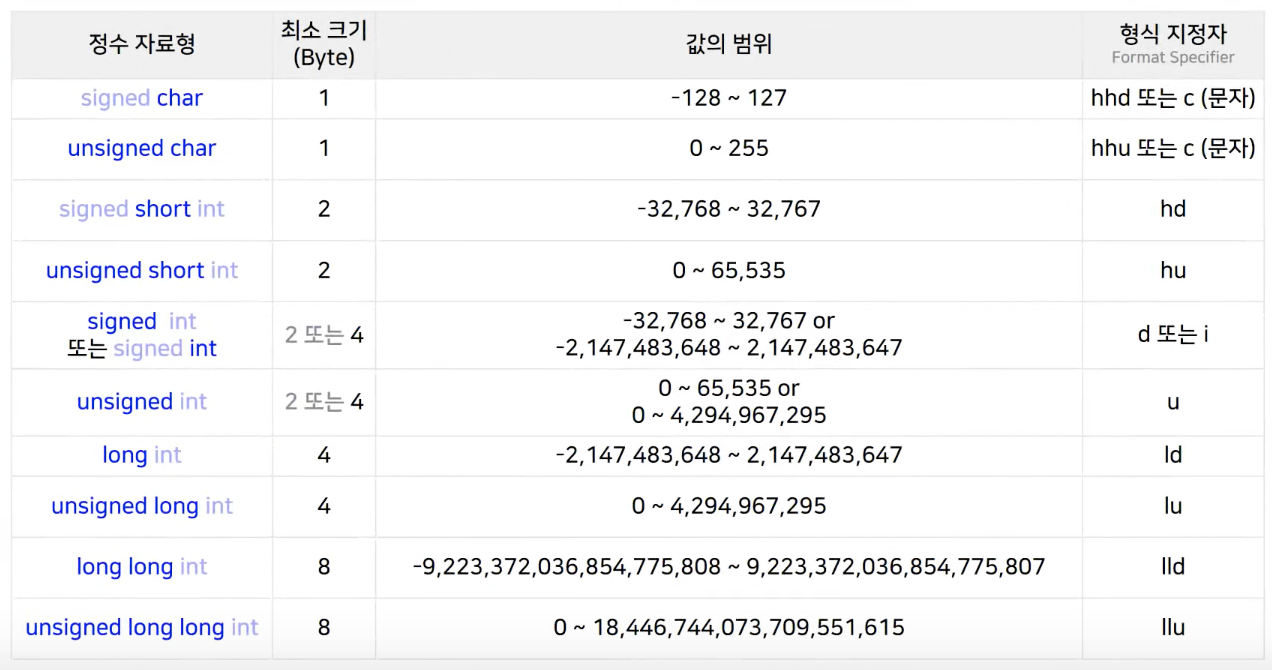 정수 자료형 최소 크기 (Byte) 값의 범위 형식 지정자 Format Specifier
signed char 1 -128 ~ 127 hhd 또는 c (문자)
unsigned char 1 0 ~ 255 hhu 또는 c (문자)
signed short int 2 -32,768 ~ 32,767 hd
unsigned short int 2 0 ~ 65,535 hu
signed int 또는 signed int 2 또는 4 -32,768 ~ 32,767 or -2,147,483,648 ~ 2,147,483,647 d 또는 i
unsigned int 2 또는 4 0 ~ 65,535 or 0 ~ 4,294,967,295 u
long int 4 -2,147,483,648 ~ 2,147,483,647 ld
unsigned long int 4 0 ~ 4,294,967,295 lu
long long int 8 -9,223,372,036,854,775,808 ~ 9,223,372,036,854,775,807 lld
unsigned long long int 8 0 ~ 18,446,744,073,709,551,615 llu